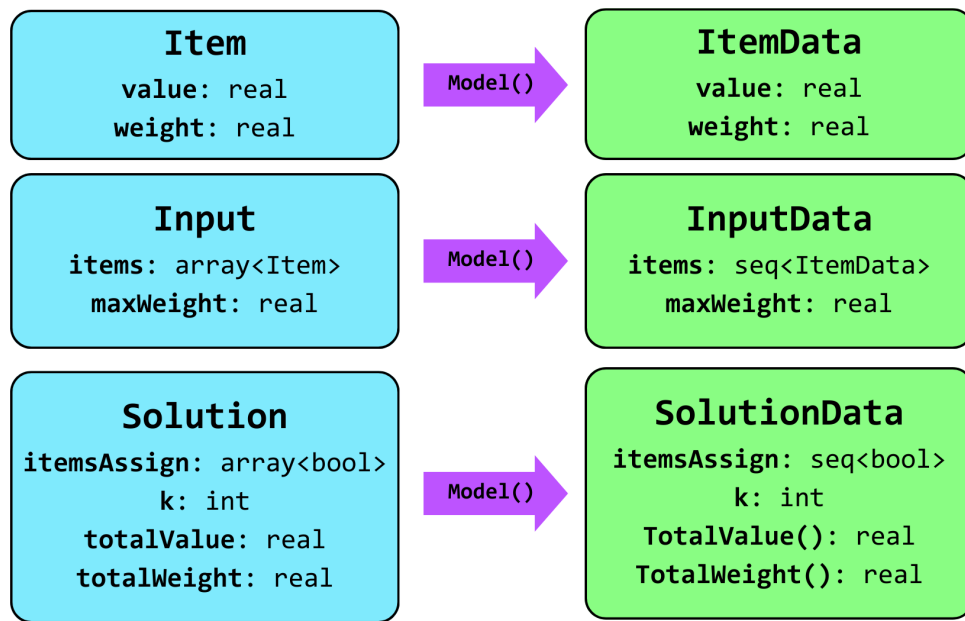 Item
value: real
weight: real
Model()
ItemData
value: real
weight: real
Input
items: array<Item>
maxWeight: real
Model()
InputData
items: seq<ItemData>
maxWeight: real
Solution
itemsAssign: array<bool>
k: int
totalValue: real
totalWeight: real
Model()
SolutionData
itemsAssign: seq<bool>
k: int
TotalValue(): real
TotalWeight(): real